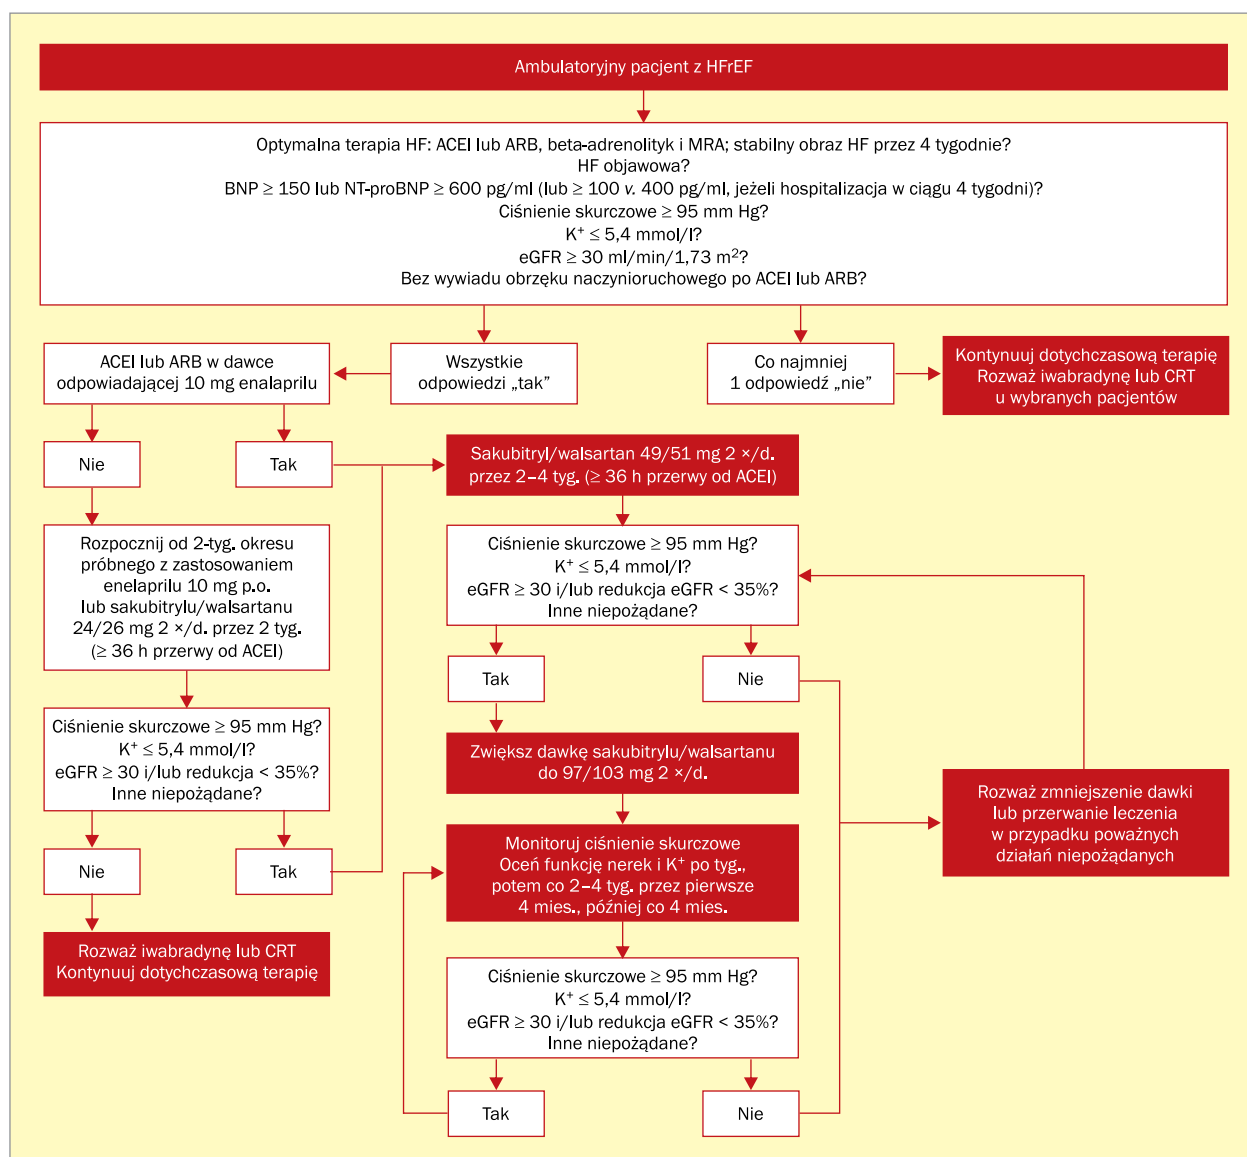 Ambulatoryjny pacjent z HFrEF
Optymalna terapia HF: ACEI lub ARB, beta-adrenolityk i MRA; stabilny obraz HF przez 4 tygodnie?
HF objawowa?
BNP ≥ 150 lub NT-proBNP ≥ 600 pg/ml (lub ≥ 100 v. 400 pg/ml, jeżeli hospitalizacja w ciągu 4 tygodni)?
Ciśnienie skurczowe ≥ 95 mm Hg?
K⁺ ≤ 5,4 mmol/l?
eGFR ≥ 30 ml/min/1,73 m²?
Bez wywiadu obrzęku naczynioruchowego po ACEI lub ARB?
ACEI lub ARB w dawce
odpowiadającej 10 mg enalaprilu
Wszystkie
odpowiedzi „tak”
Co najmniej
1 odpowiedź „nie”
Kontynuuj dotychczasową terapię
Rozważ iwabradynę lub CRT
u wybranych pacjentów
Nie
Tak
Sakubitryl/walsartan 49/51 mg 2 ×/d.
przez 2–4 tyg. (≥ 36 h przerwy od ACEI)
Rozpocznij od 2-tyg. okresu
próbnego z zastosowaniem
enelaprilu 10 mg p.o.
lub sakubitrylu/walsartanu
24/26 mg 2 ×/d. przez 2 tyg.
(≥ 36 h przerwy od ACEI)
Ciśnienie skurczowe ≥ 95 mm Hg?
K⁺ ≤ 5,4 mmol/l?
eGFR ≥ 30 i/lub redukcja eGFR < 35%?
Inne niepożądane?
Tak
Nie
Ciśnienie skurczowe ≥ 95 mm Hg?
K⁺ ≤ 5,4 mmol/l?
eGFR ≥ 30 i/lub redukcja < 35%?
Inne niepożądane?
Zwiększ dawkę sakubitrylu/walsartanu
do 97/103 mg 2 ×/d.
Rozważ zmniejszenie dawki
lub przerwanie leczenia
w przypadku poważnych
działań niepożądanych
Nie
Tak
Monitoruj ciśnienie skurczowe
Oceń funkcję nerek i K⁺ po tyg.,
potem co 2–4 tyg. przez pierwsze
4 mies., później co 4 mies.
Rozważ iwabradynę lub CRT
Kontynuuj dotychczasową terapię
Ciśnienie skurczowe ≥ 95 mm Hg?
K⁺ ≤ 5,4 mmol/l?
eGFR ≥ 30 i/lub redukcja eGFR < 35%?
Inne niepożądane?
Tak
Nie